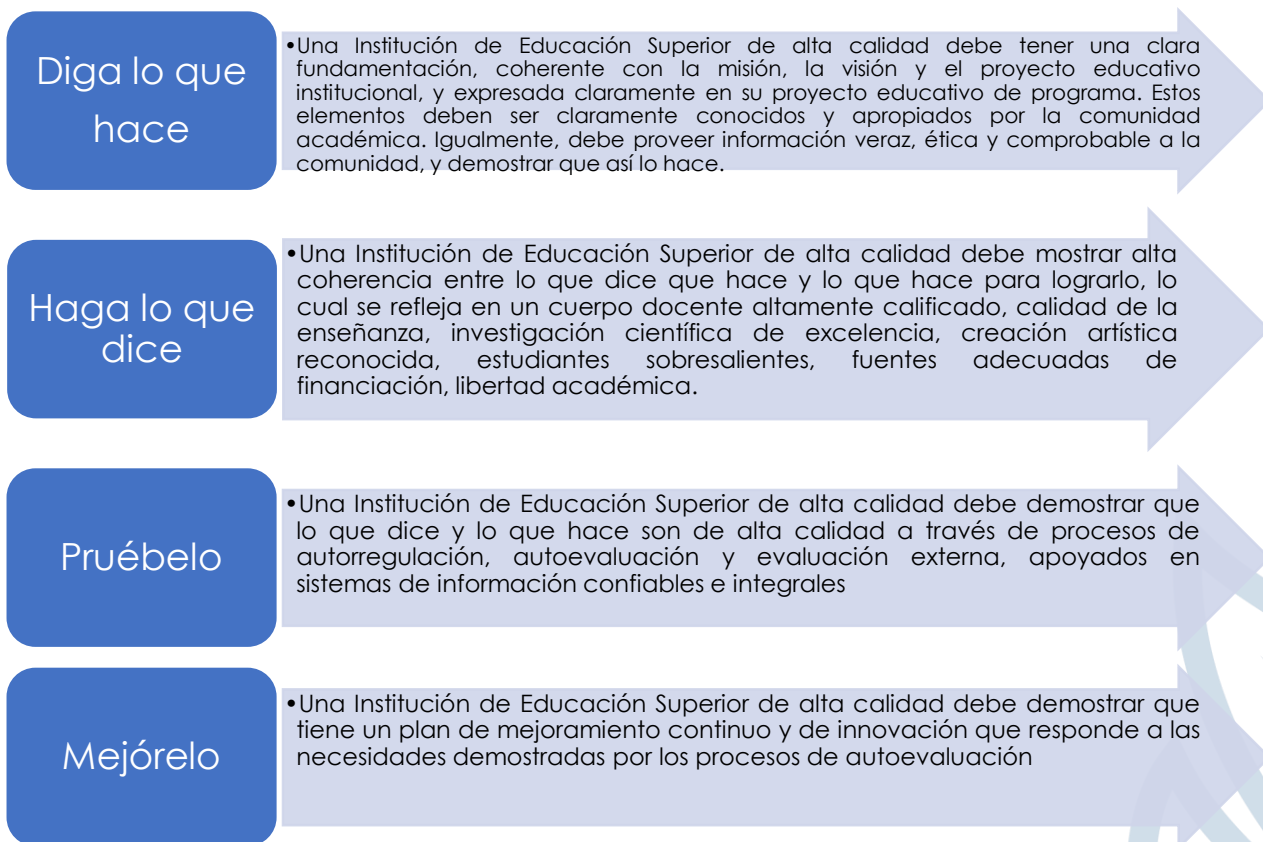 Diga lo que
hace
•Una Institución de Educación Superior de alta calidad debe tener una clara
fundamentación, coherente con la misión, la visión y el proyecto educativo
institucional, y expresada claramente en su proyecto educativo de programa. Estos
elementos deben ser claramente conocidos y apropiados por la comunidad
académica. Igualmente, debe proveer información veraz, ética y comprobable a la
comunidad, y demostrar que así lo hace.
Haga lo que
dice
•Una Institución de Educación Superior de alta calidad debe mostrar alta
coherencia entre lo que dice que hace y lo que hace para lograrlo, lo
cual se refleja en un cuerpo docente altamente calificado, calidad de la
enseñanza, investigación científica de excelencia, creación artística
reconocida, estudiantes sobresalientes, fuentes adecuadas de
financiación, libertad académica.
Pruébelo
•Una Institución de Educación Superior de alta calidad debe demostrar que
lo que dice y lo que hace son de alta calidad a través de procesos de
autorregulación, autoevaluación y evaluación externa, apoyados en
sistemas de información confiables e integrales
Mejórelo
•Una Institución de Educación Superior de alta calidad debe demostrar que
tiene un plan de mejoramiento continuo y de innovación que responde a las
necesidades demostradas por los procesos de autoevaluación